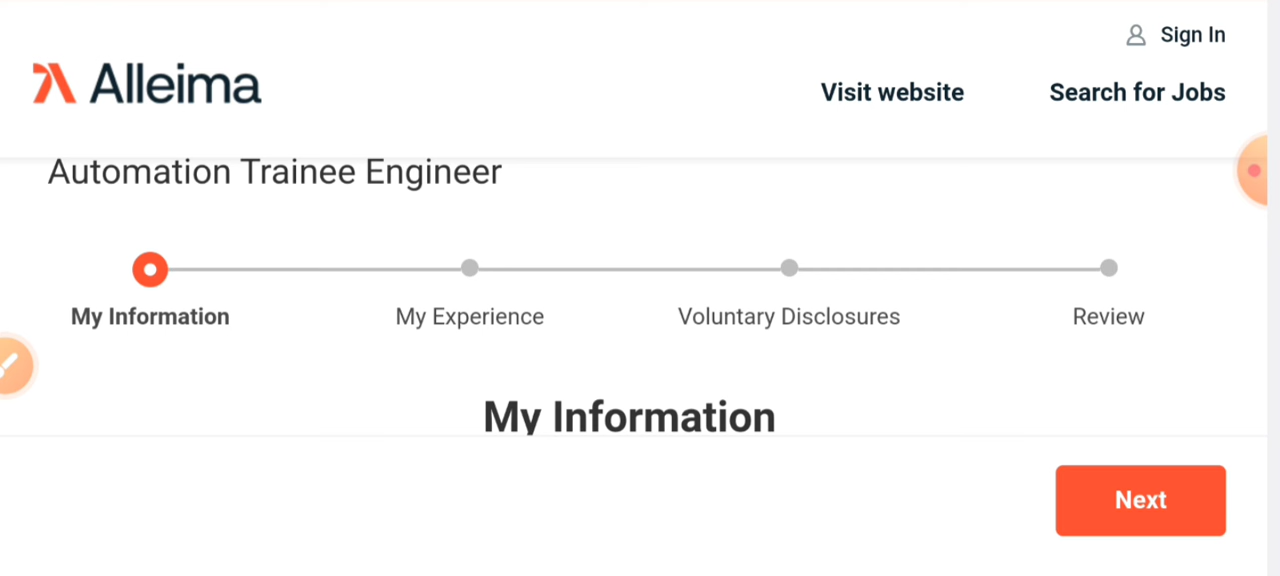 Sign In
Alleima
Visit website
Search for Jobs
Automation Trainee Engineer
My Information
My Experience
Voluntary Disclosures
Review
My Information
Next